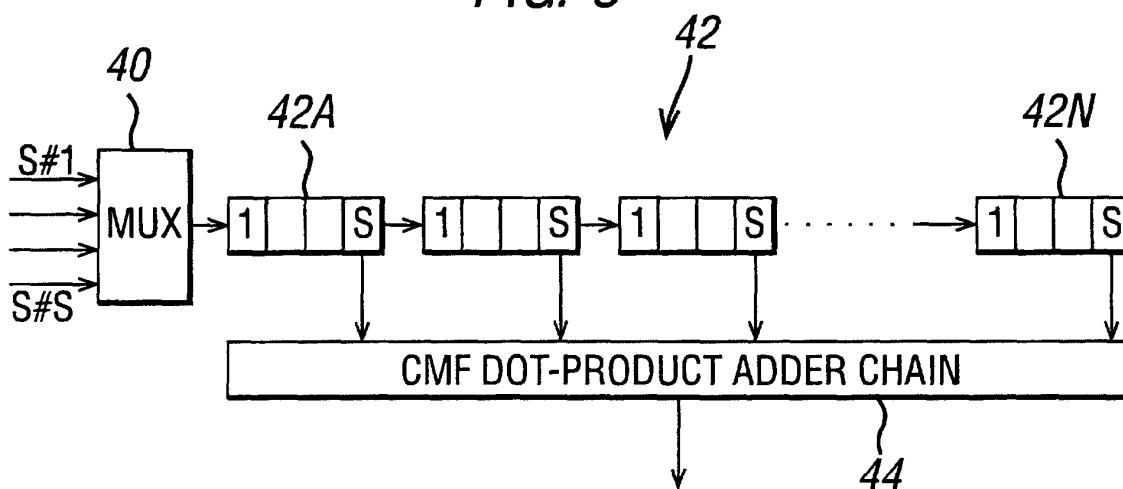 42
40
42A
42N
S#1
MUX
1 S
1 S
1 S
1 S
S#S
CMF DOT-PRODUCT ADDER CHAIN
44